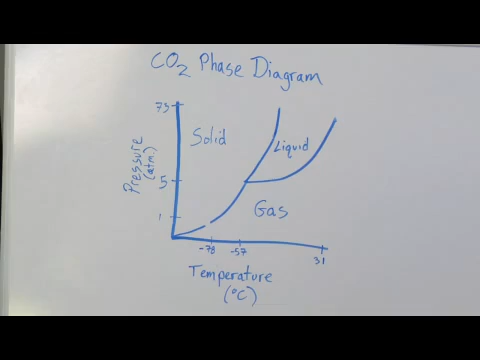 CO2 Phase Diagram
73
Solid
Liquid
Pressure
(atm)
5
Gas
1
-78
-57
31
Temperature
(°C)